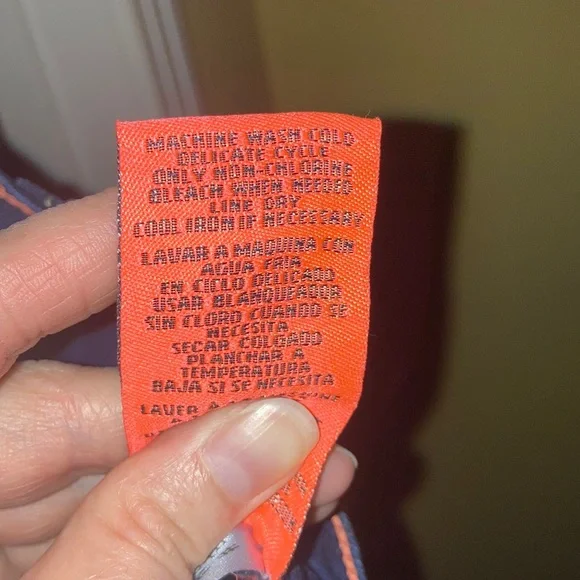 MACHINE WASH COLD
DELICATE CYCLE
ONLY NON-CHLORINE
BLEACH WHEN NEEDED
LINE DRY
COOL IRON IF NECESSARY
LAVAR A MAQUINA CON
AGUA FRIA
EN CICLO DELICADO
USAR BLANQUEADOR
SIN CLORO CUANDO SE
NECESITA
SECAR COLGADO
PLANCHAR A
TEMPERATURA
BAJA SI SE NECESITA
LAVER A